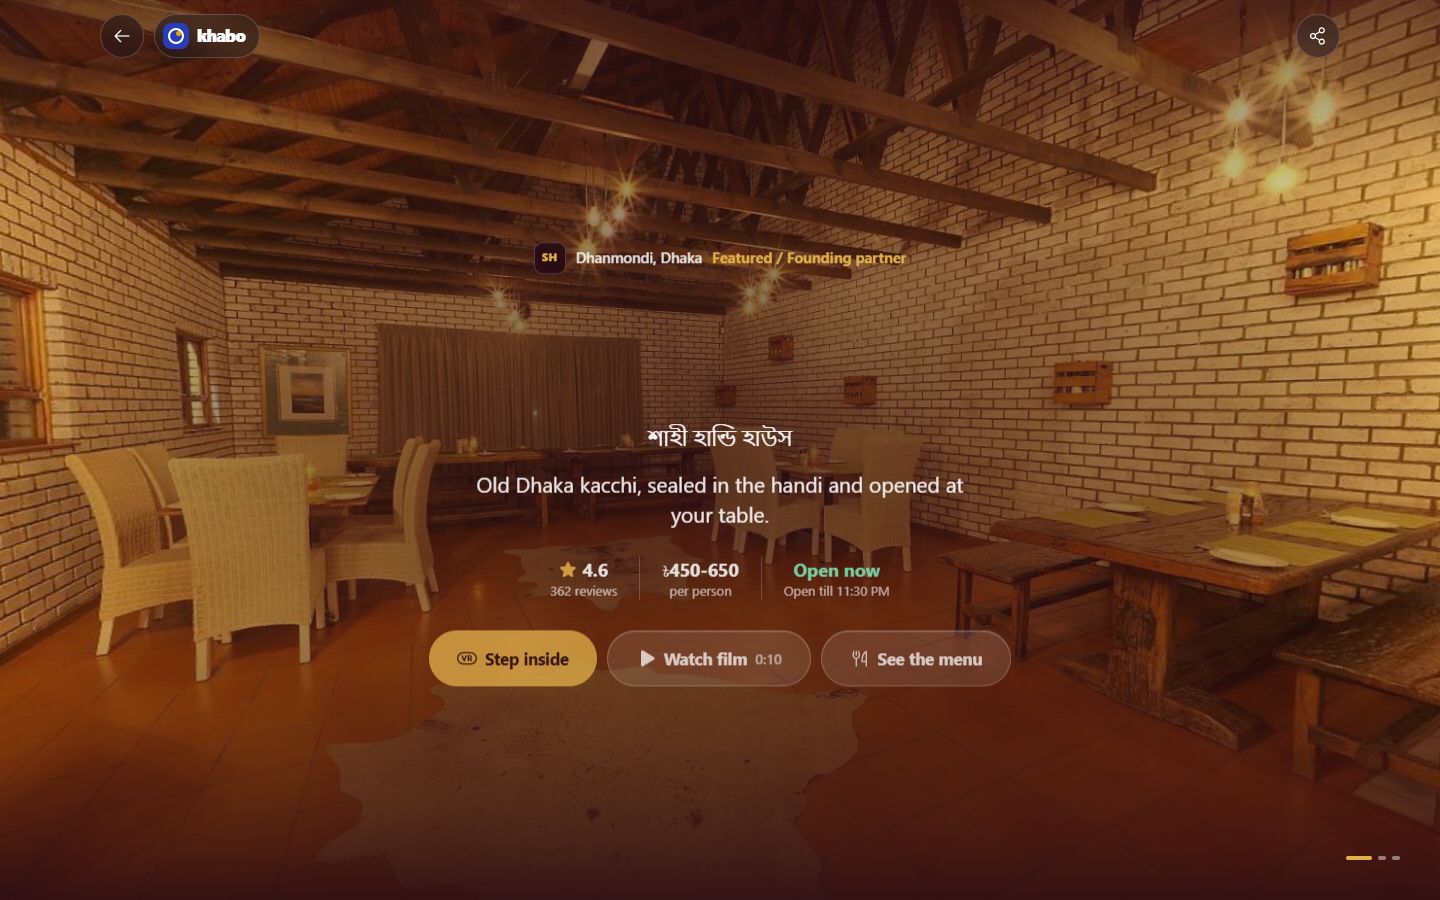 khabo
SH Dhanmondi, Dhaka Featured / Founding partner
শাহী হান্ডি হাউস
Old Dhaka kacchi, sealed in the handi and opened at
your table.
4.6 ৳450-650 Open now
362 reviews per person Open till 11:30 PM
VR Step inside Watch film 0:10 See the menu